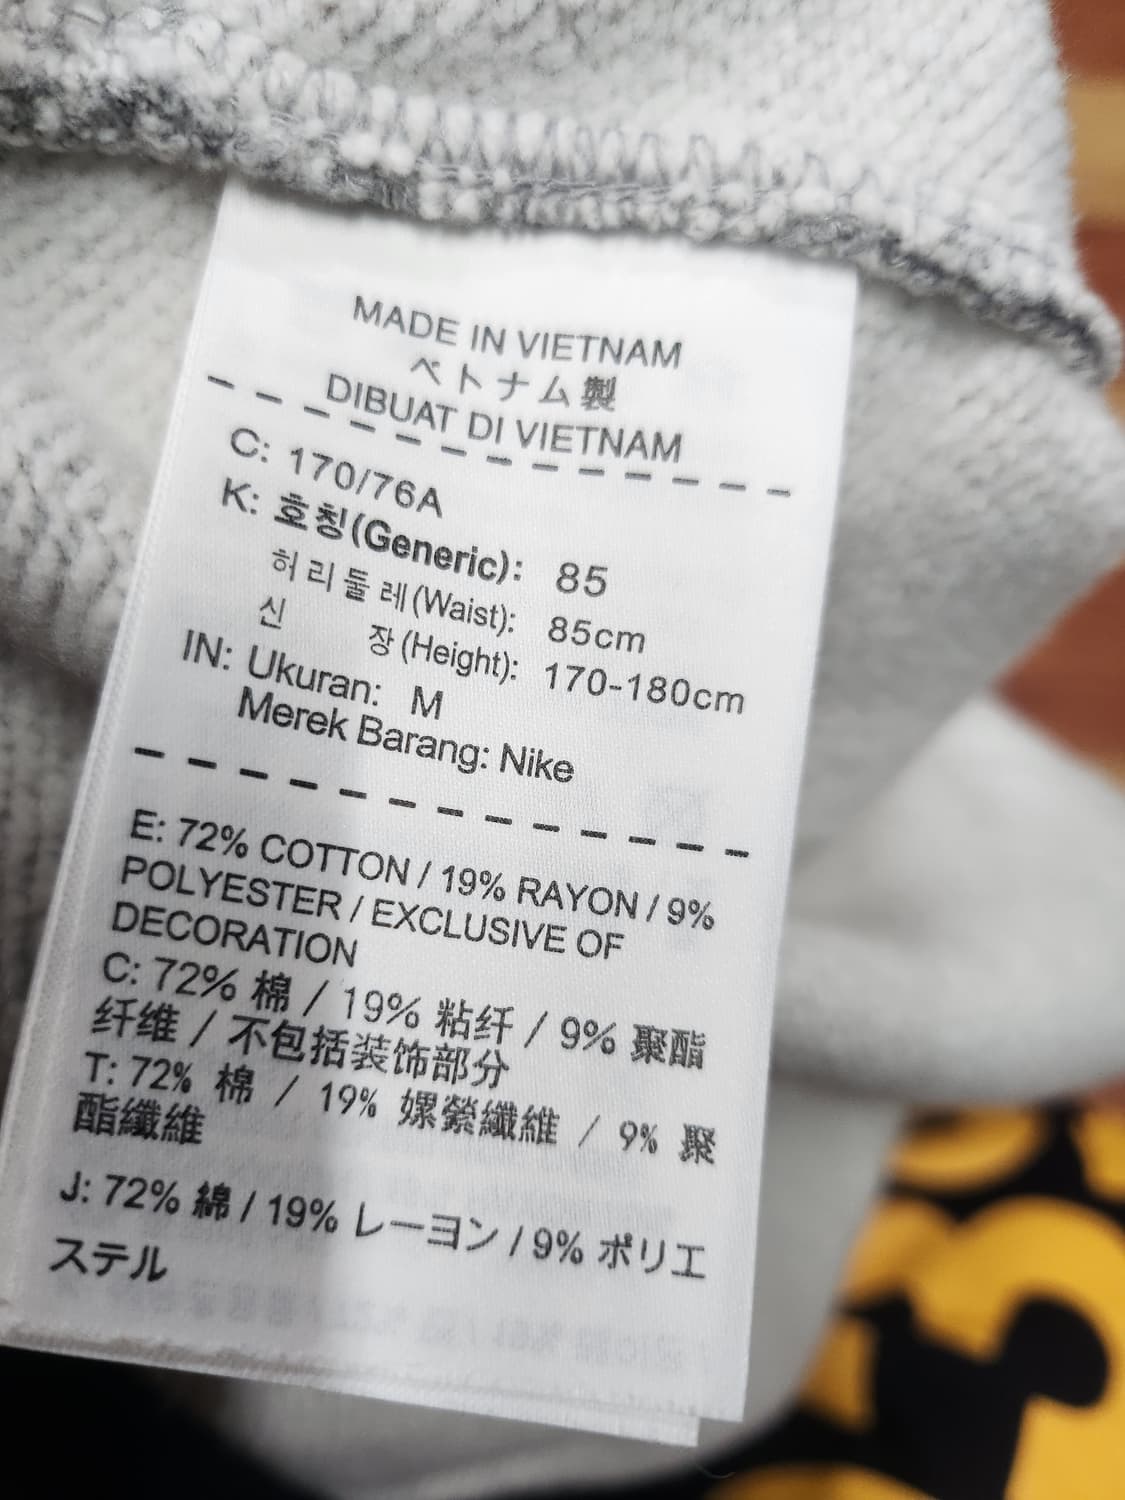 MADE IN VIETNAM
ベトナム製
DIBUAT DI VIETNAM
C: 170/76A
K: 호칭(Generic): 85
허리둘레(Waist): 85cm
신 장(Height): 170-180cm
IN: Ukuran: M
Merek Barang: Nike
E: 72% COTTON / 19% RAYON / 9%
POLYESTER / EXCLUSIVE OF
DECORATION
C: 72% 棉 / 19% 粘纤 / 9% 聚酯
纤维 / 不包括装饰部分
T: 72% 棉 / 19% 嫘縈纖維 / 9% 聚
酯纖維
J: 72% 綿 / 19% レーヨン / 9% ポリエ
ステル